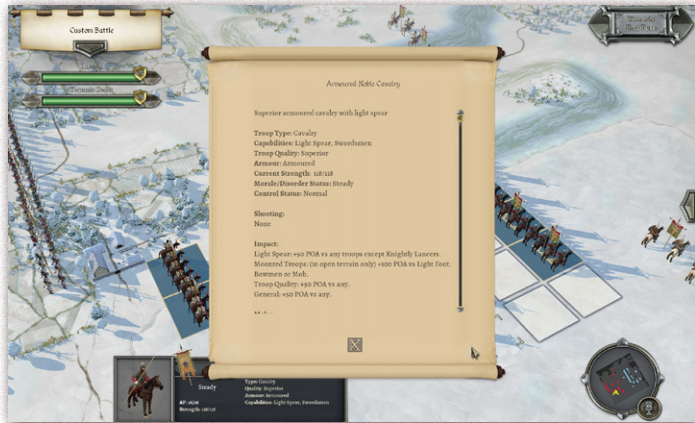 Custom Battle
Armoured Noble Cavalry
Superior armoured cavalry with light spear
Troop Type: Cavalry
Capabilities: Light Spear, Swordsmen
Troop Quality: Superior
Armour: Armoured
Current Strength: 118/118
Morale/Disorder Status: Steady
Control Status: Normal
Shooting:
None
Impact:
Light Spear: +50 POA vs any troops except Knightly Lancers.
Mounted Troops: (in open terrain only) +100 POA vs Light Foot,
Bowmen or Mob.
Troop Quality: +50 POA vs any.
General: +50 POA vs any.
X
Steady
Type: Cavalry
Quality: Superior
Armour: Armoured
Capabilities: Light Spear, Swordsmen
Strength: 118/118